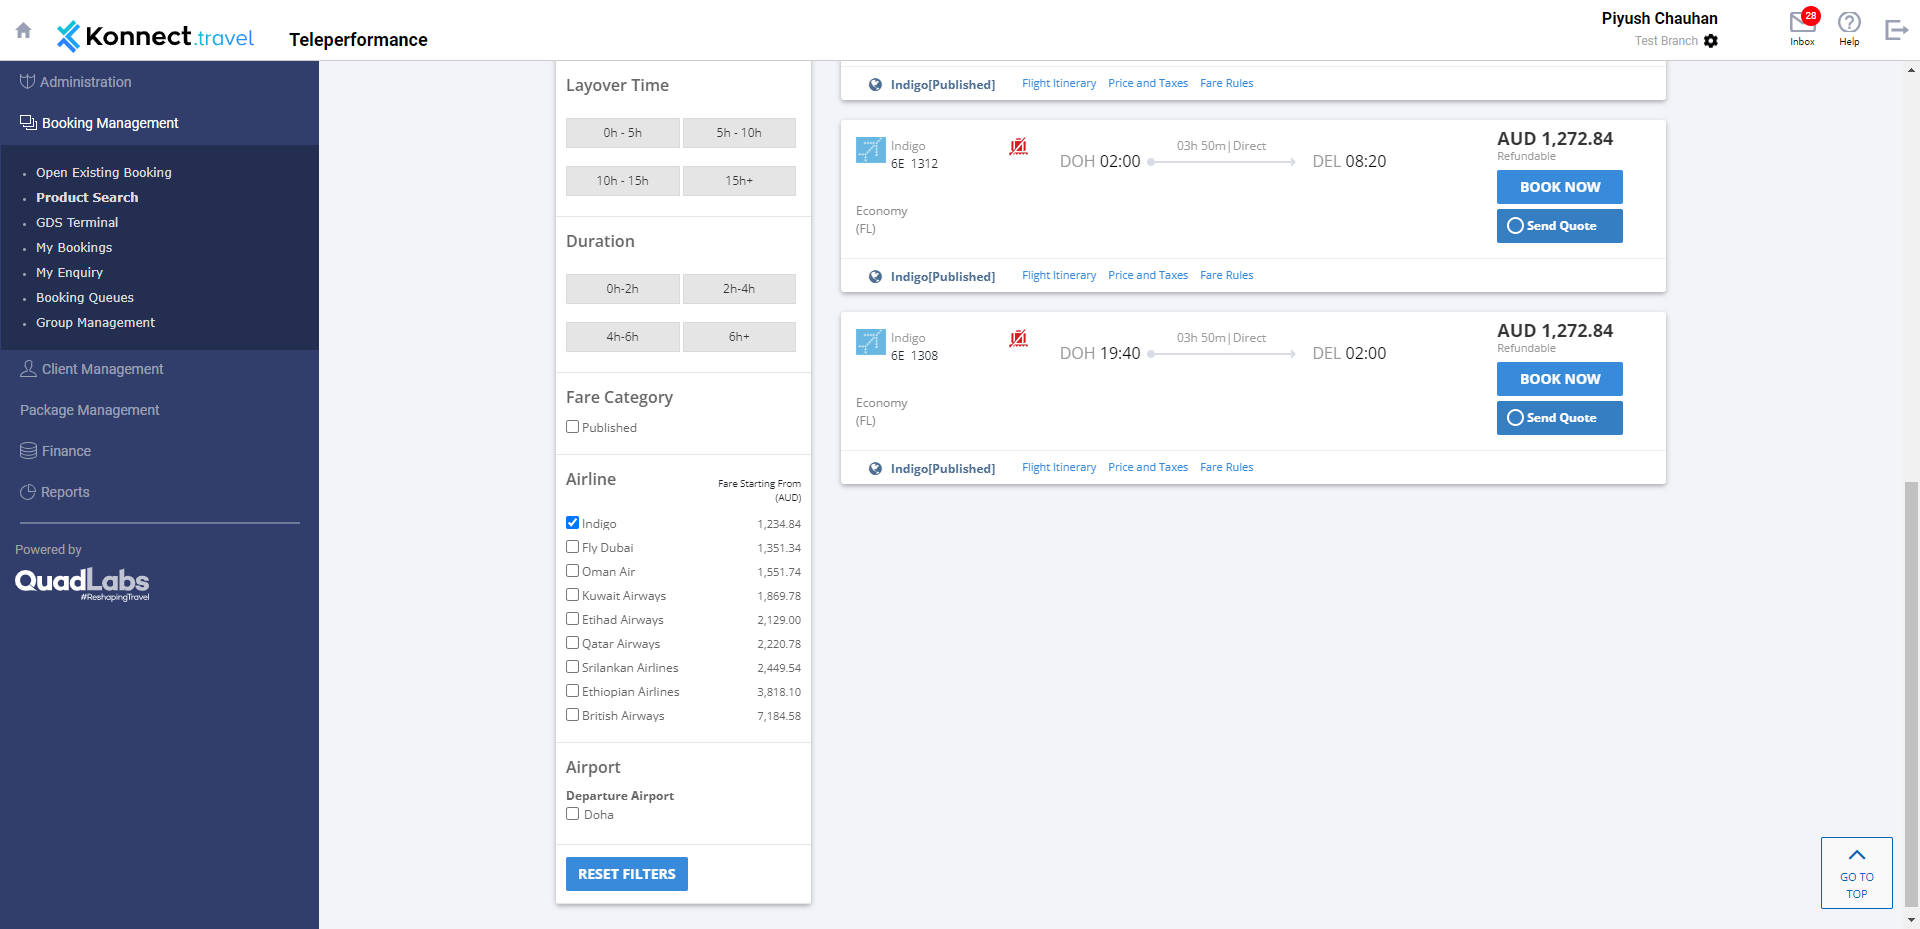 Konnect.travel
Teleperformance
Piyush Chauhan
Test Branch
28
Inbox
Help
Administration
Booking Management
Open Existing Booking
Product Search
GDS Terminal
My Bookings
My Enquiry
Booking Queues
Group Management
Client Management
Package Management
Finance
Reports
Powered by
QuadLabs
#ReshapingTravel
Layover Time
0h - 5h
5h - 10h
10h - 15h
15h+
Duration
0h-2h
2h-4h
4h-6h
6h+
Fare Category
Published
Airline
Fare Starting From
(AUD)
Indigo 1,234.84
Fly Dubai 1,351.34
Oman Air 1,551.74
Kuwait Airways 1,869.78
Etihad Airways 2,129.00
Qatar Airways 2,220.78
Srilankan Airlines 2,449.54
Ethiopian Airlines 3,818.10
British Airways 7,184.58
Airport
Departure Airport
Doha
RESET FILTERS
Indigo[Published] Flight Itinerary Price and Taxes Fare Rules
Indigo
6E 1312
DOH 02:00
03h 50m|Direct
DEL 08:20
AUD 1,272.84
Refundable
BOOK NOW
Send Quote
Economy
(FL)
Indigo[Published] Flight Itinerary Price and Taxes Fare Rules
Indigo
6E 1308
DOH 19:40
03h 50m|Direct
DEL 02:00
AUD 1,272.84
Refundable
BOOK NOW
Send Quote
Economy
(FL)
Indigo[Published] Flight Itinerary Price and Taxes Fare Rules
GO TO
TOP